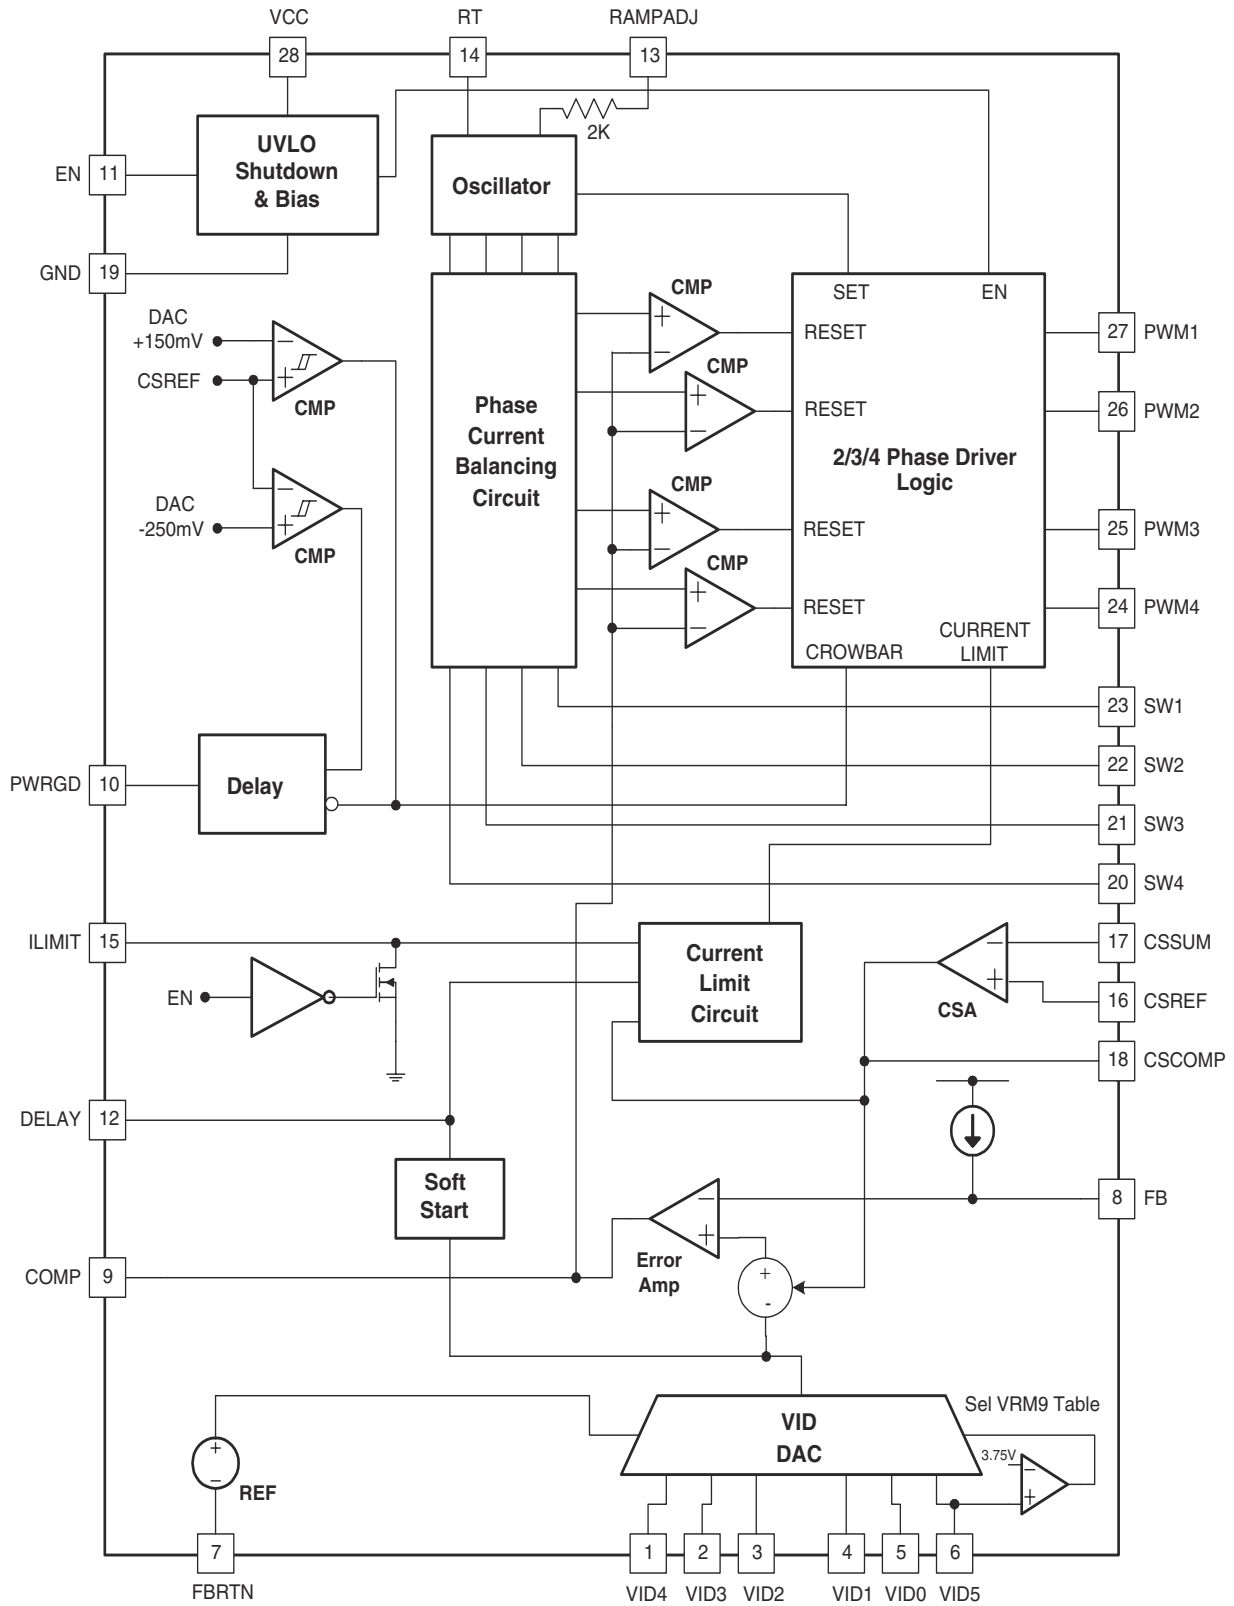 VCC
RT
RAMPADJ
28
14
13
2K
UVLO
Shutdown
& Bias
Oscillator
EN
11
GND
19
SET
EN
DAC
+150mV
CSREF
CMP
DAC
-250mV
CMP
Phase
Current
Balancing
Circuit
CMP
CMP
CMP
CMP
RESET
RESET
2/3/4 Phase Driver
Logic
RESET
RESET
CROWBAR
CURRENT
LIMIT
27
PWM1
26
PWM2
25
PWM3
24
PWM4
23
SW1
22
SW2
21
SW3
20
SW4
PWRGD
10
Delay
ILIMIT
15
EN
Current
Limit
Circuit
CSA
17
CSSUM
16
CSREF
18
CSCOMP
DELAY
12
Soft
Start
8
FB
COMP
9
Error
Amp
+
-
VID
DAC
Sel VRM9 Table
3.75V
REF
7
1
2
3
4
5
6
FBRTN
VID4
VID3
VID2
VID1
VID0
VID5